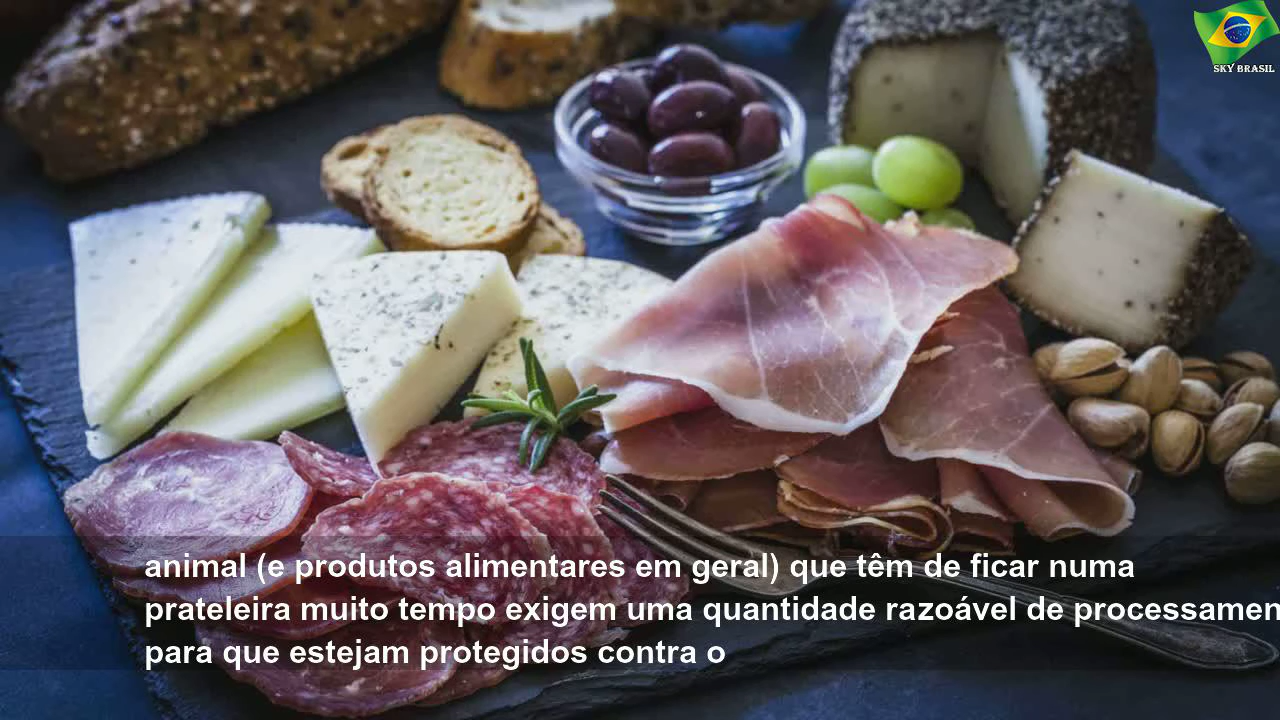 SKY BRASIL
animal (e produtos alimentares em geral) que têm de ficar numa
prateleira muito tempo exigem uma quantidade razoável de processamen
para que estejam protegidos contra o